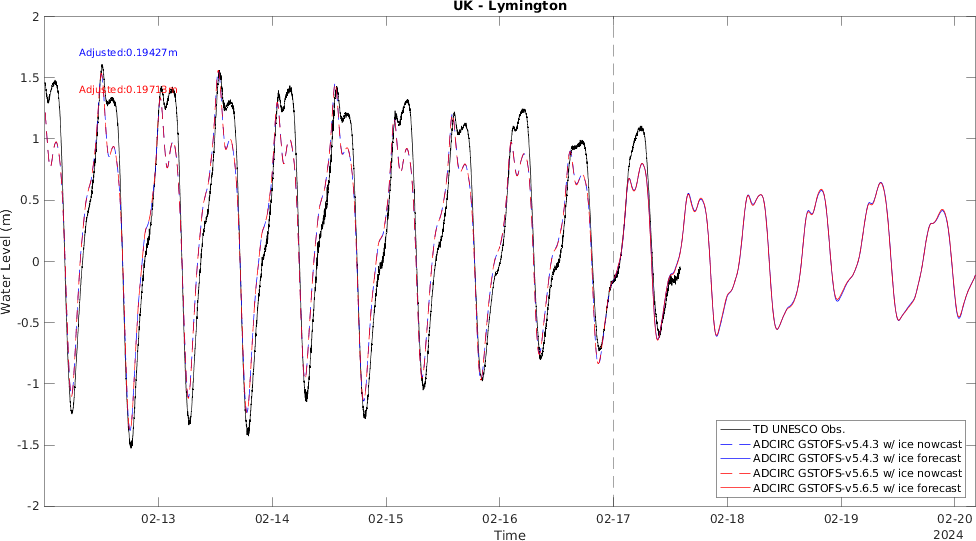 UK - Lymington
Adjusted:0.19427m
Adjusted:0.19713m
Water Level (m)
2
1.5
1
0.5
0
-0.5
-1
-1.5
-2
02-13
02-14
02-15
02-16
02-17
02-18
02-19
02-20
2024
Time
TD UNESCO Obs.
ADCIRC GSTOFS-v5.4.3 w/ ice nowcast
ADCIRC GSTOFS-v5.4.3 w/ ice forecast
ADCIRC GSTOFS-v5.6.5 w/ ice nowcast
ADCIRC GSTOFS-v5.6.5 w/ ice forecast